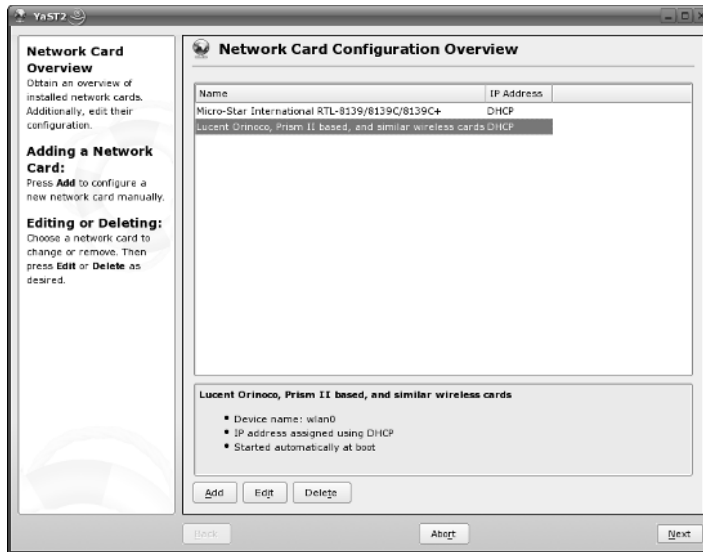 YaST2
Network Card
Overview
Obtain an overview of
installed network cards.
Additionally, edit their
configuration.
Adding a Network
Card:
Press Add to configure a
new network card manually.
Editing or Deleting:
Choose a network card to
change or remove. Then
press Edit or Delete as
desired.
Network Card Configuration Overview
Name IP Address
Micro-Star International RTL-8139/8139C/8139C+ DHCP
Lucent Orinoco, Prism II based, and similar wireless cards DHCP
Lucent Orinoco, Prism II based, and similar wireless cards
• Device name: wlan0
• IP address assigned using DHCP
• Started automatically at boot
Add Edit Delete
Back Abort Next